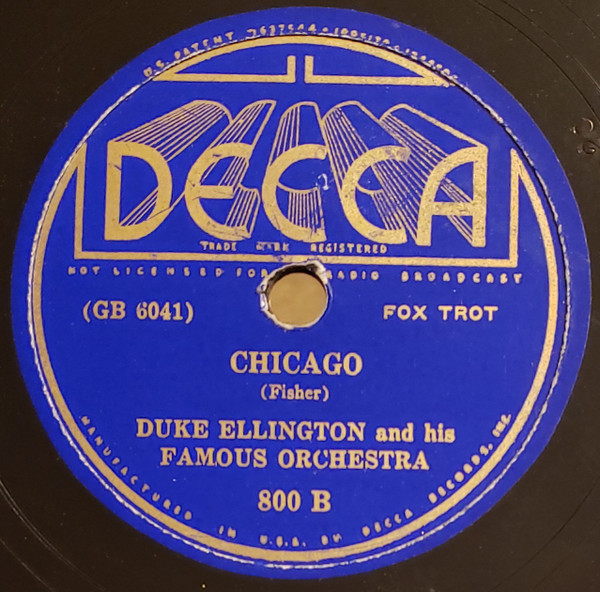 U.S. PATENT
DECCA
TRADE MARK REGISTERED
NOT LICENSED FOR RADIO BROADCAST
(GB 6041)
FOX TROT
CHICAGO
(Fisher)
DUKE ELLINGTON and his
FAMOUS ORCHESTRA
800 B
MANUFACTURED IN U.S.A. BY DECCA RECORDS, INC.